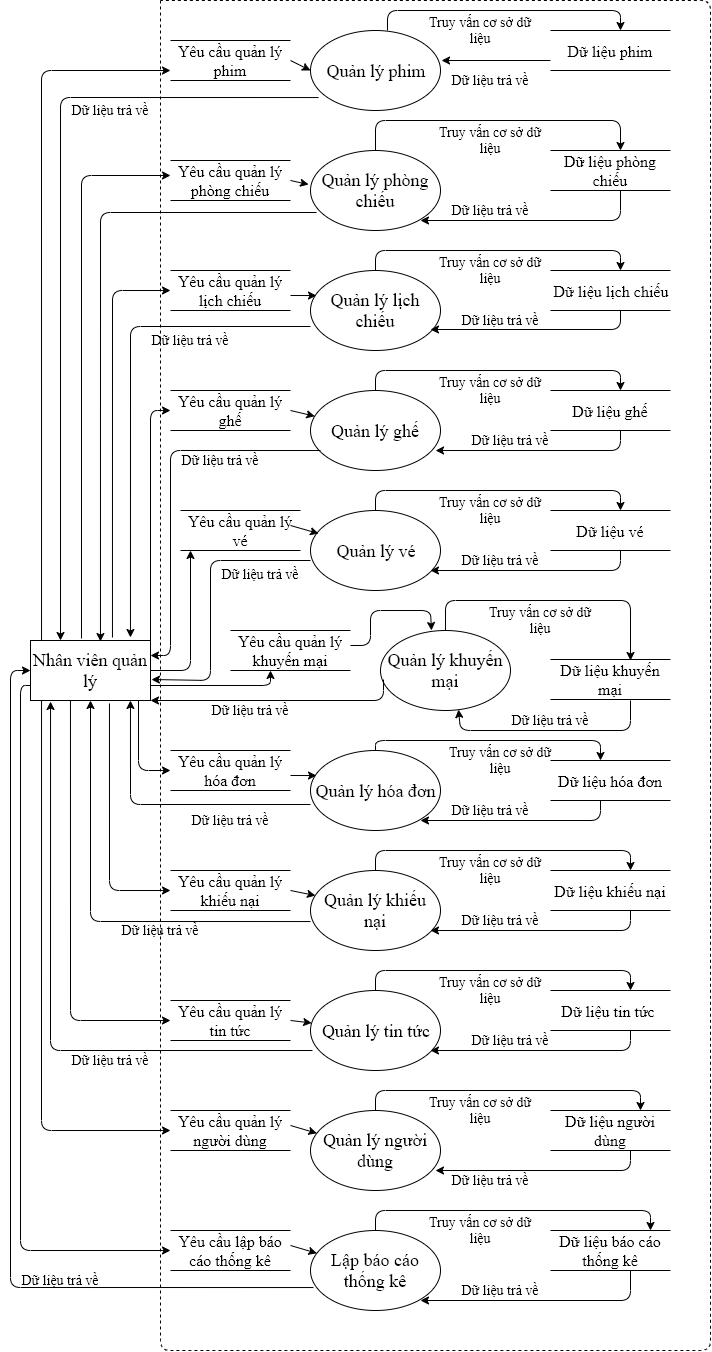 Truy vấn cơ sở dữ
liệu
Yêu cầu quản lý
phim
Quản lý phim
Dữ liệu phim
Dữ liệu trả về
Dữ liệu trả về
Truy vấn cơ sở dữ
liệu
Yêu cầu quản lý
phòng chiếu
Quản lý phòng
chiếu
Dữ liệu phòng
chiếu
Dữ liệu trả về
Truy vấn cơ sở dữ
liệu
Yêu cầu quản lý
lịch chiếu
Quản lý lịch
chiếu
Dữ liệu lịch chiếu
Dữ liệu trả về
Dữ liệu trả về
Truy vấn cơ sở dữ
liệu
Yêu cầu quản lý
ghế
Quản lý ghế
Dữ liệu ghế
Dữ liệu trả về
Dữ liệu trả về
Truy vấn cơ sở dữ
liệu
Yêu cầu quản lý
vé
Quản lý vé
Dữ liệu vé
Dữ liệu trả về
Dữ liệu trả về
Truy vấn cơ sở dữ
liệu
Nhân viên quản
lý
Yêu cầu quản lý
khuyến mại
Quản lý khuyến
mại
Dữ liệu khuyến
mại
Dữ liệu trả về
Dữ liệu trả về
Truy vấn cơ sở dữ
liệu
Yêu cầu quản lý
hóa đơn
Quản lý hóa đơn
Dữ liệu hóa đơn
Dữ liệu trả về
Dữ liệu trả về
Truy vấn cơ sở dữ
liệu
Yêu cầu quản lý
khiếu nại
Quản lý khiếu
nại
Dữ liệu khiếu nại
Dữ liệu trả về
Dữ liệu trả về
Truy vấn cơ sở dữ
liệu
Yêu cầu quản lý
tin tức
Quản lý tin tức
Dữ liệu tin tức
Dữ liệu trả về
Dữ liệu trả về
Truy vấn cơ sở dữ
liệu
Yêu cầu quản lý
người dùng
Quản lý người
dùng
Dữ liệu người
dùng
Dữ liệu trả về
Truy vấn cơ sở dữ
liệu
Yêu cầu lập báo
cáo thống kê
Lập báo cáo
thống kê
Dữ liệu báo cáo
thống kê
Dữ liệu trả về
Dữ liệu trả về